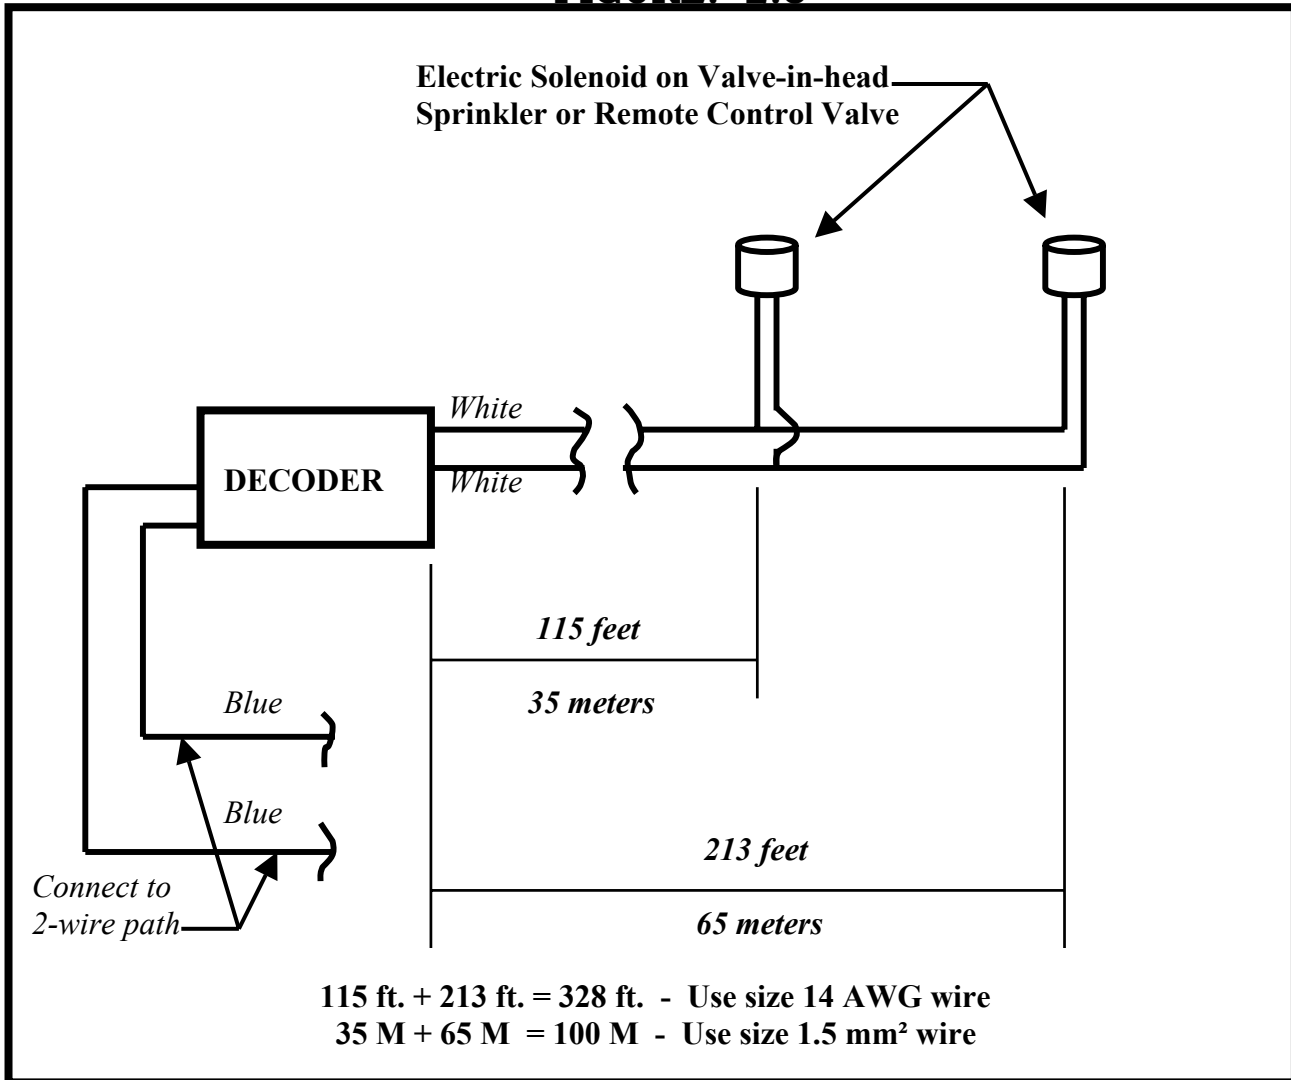 Electric Solenoid on Valve-in-head
Sprinkler or Remote Control Valve
White
DECODER
White
115 feet
35 meters
Blue
Blue
213 feet
Connect to
2-wire path
65 meters
115 ft. + 213 ft. = 328 ft. - Use size 14 AWG wire
35 M + 65 M = 100 M - Use size 1.5 mm² wire